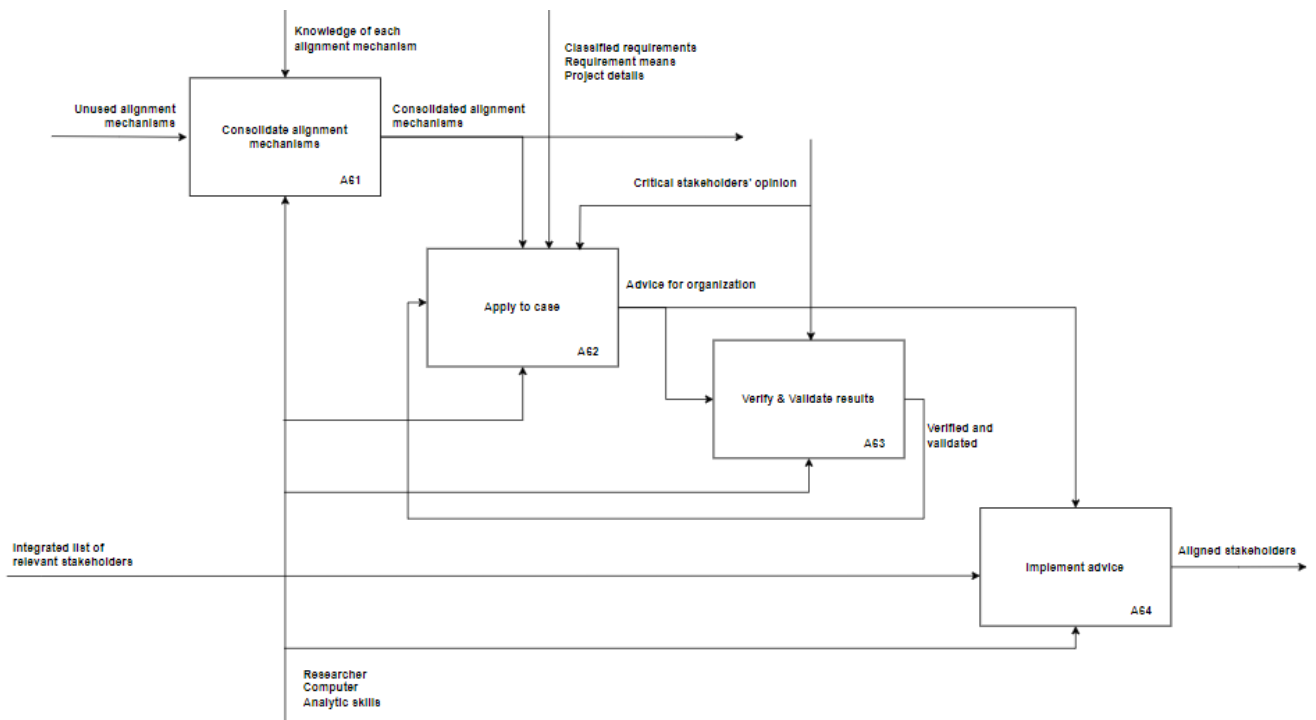 Knowledge of each
alignment mechanism
Classified requirements
Requirement means
Project details
Unused alignment
mechanisms
Consolidate alignment
mechanisms
A61
Consolidated alignment
mechanisms
Critical stakeholders' opinion
Apply to case
A62
Advice for organization
Verify & Validate results
A63
Verified and
validated
Integrated list of
relevant stakeholders
Implement advice
A64
Aligned stakeholders
Researcher
Computer
Analytic skills